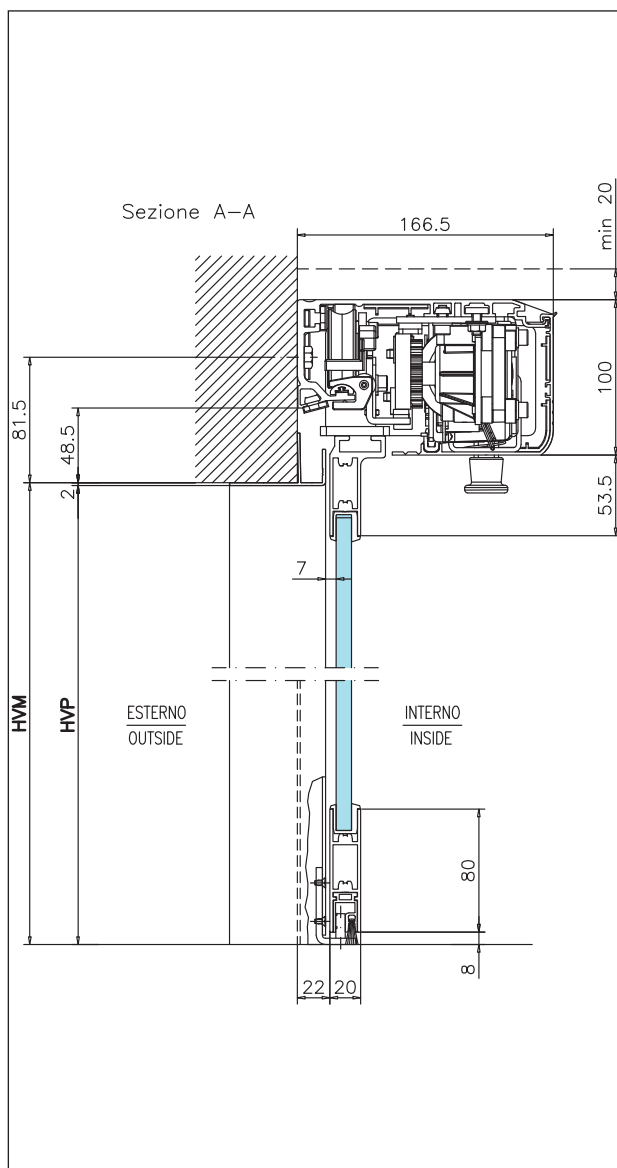 Sezione A–A
166.5
min 20
81.5
48.5
100
2
53.5
7
HVM
HVP
ESTERNO
OUTSIDE
INTERNO
INSIDE
80
8
22
20